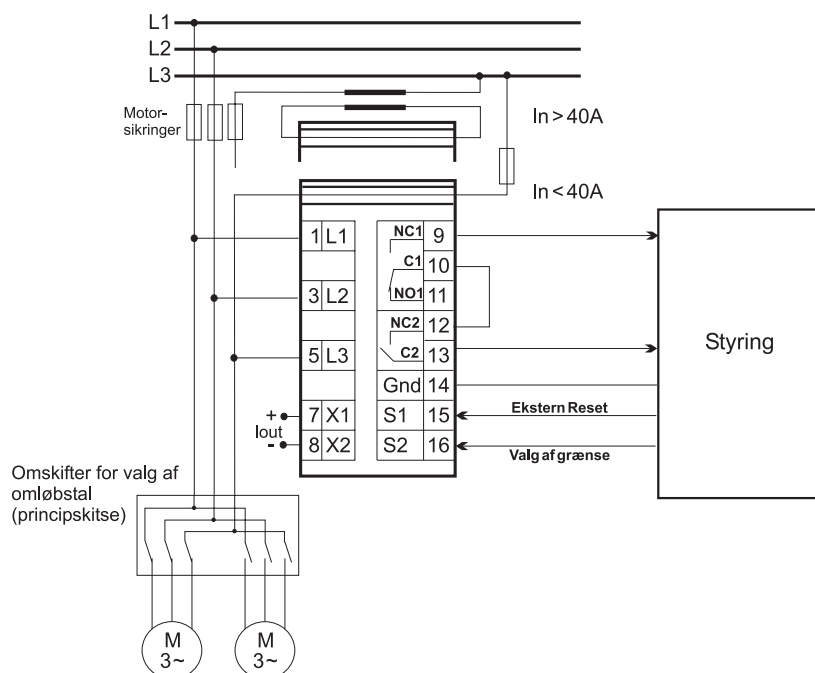 L1
L2
L3
Motor-
sikringer
In > 40A
In < 40A
1 L1 NC1 9
C1 10
3 L2 NO1 11
NC2 12
5 L3 C2 13
Gnd 14
+ 7 X1 S1 15
Iout
- 8 X2 S2 16
Ekstern Reset
Valg af grænse
Styring
Omskifter for valg af
omløbstal
(principskitse)
M
3~
M
3~